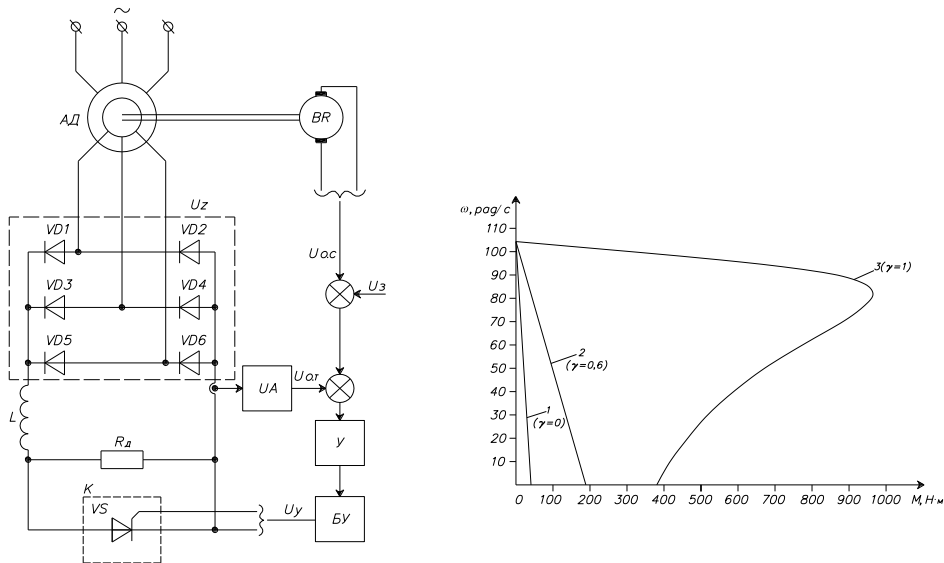 ~
АД
BR
Uz
VD1
VD2
Uо.с
Uз
VD3
VD4
VD5
VD6
UA
Uо.т
L
У
Rд
K
VS
Uу
БУ
ω, рад/с
110
100
90
80
70
60
50
40
30
20
10
3(γ=1)
2
(γ=0,6)
1
(γ=0)
0 100 200 300 400 500 600 700 800 900 1000 М, Н·м